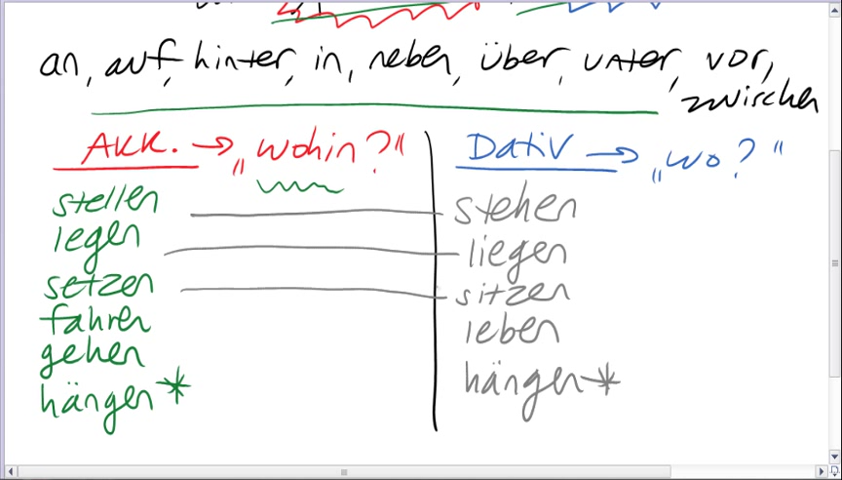 an, auf, hinter, in, neben, über, unter, vor,
zwischen
Akk. → „Wohin?“
Dativ → „Wo?“
stellen
legen
setzen
fahren
gehen
hängen*
stehen
liegen
sitzen
leben
hängen*